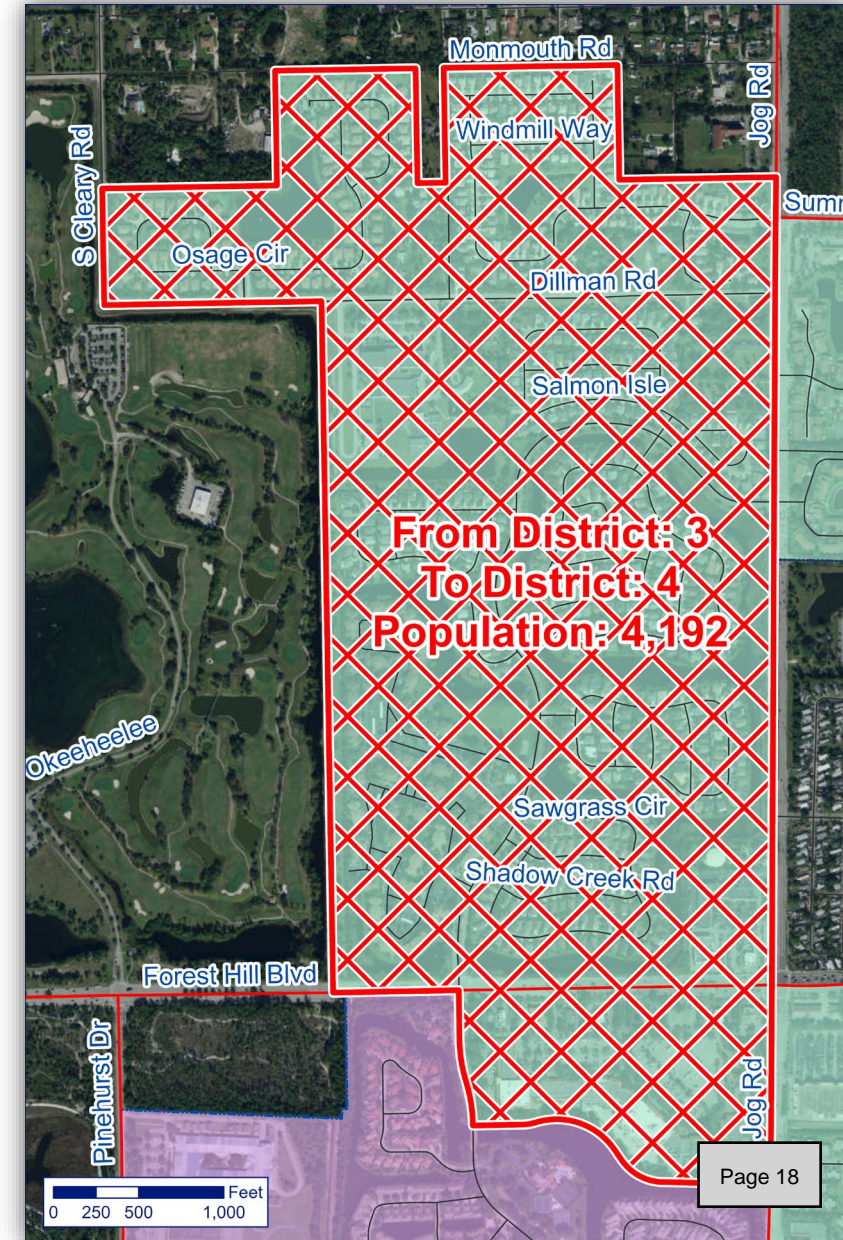 Monmouth Rd
Jog Rd
Windmill Way
S Cleary Rd
Summ
Osage Cir
Dillman Rd
Salmon Isle
From District: 3
To District: 4
Population: 4,192
Okeeheelee
Sawgrass Cir
Shadow Creek Rd
Forest Hill Blvd
Pinehurst Dr
Jog Rd
Page 18
Feet
0 250 500 1,000